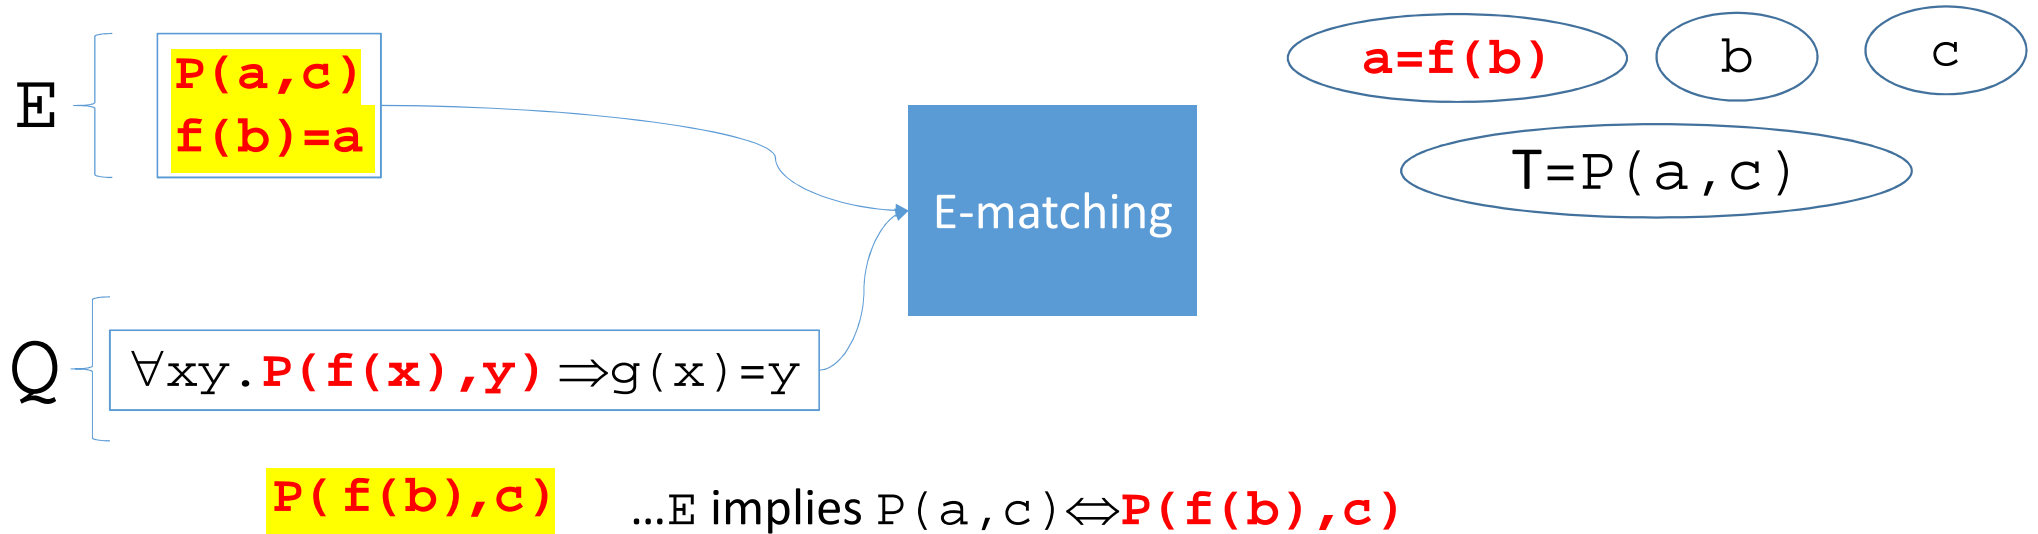 E
P(a,c)
f(b)=a
E-matching
a=f(b)
b
c
T=P(a,c)
Q
∀xy.P(f(x),y)⇒g(x)=y
P(f(b),c)
…E implies P(a,c)⇔P(f(b),c)